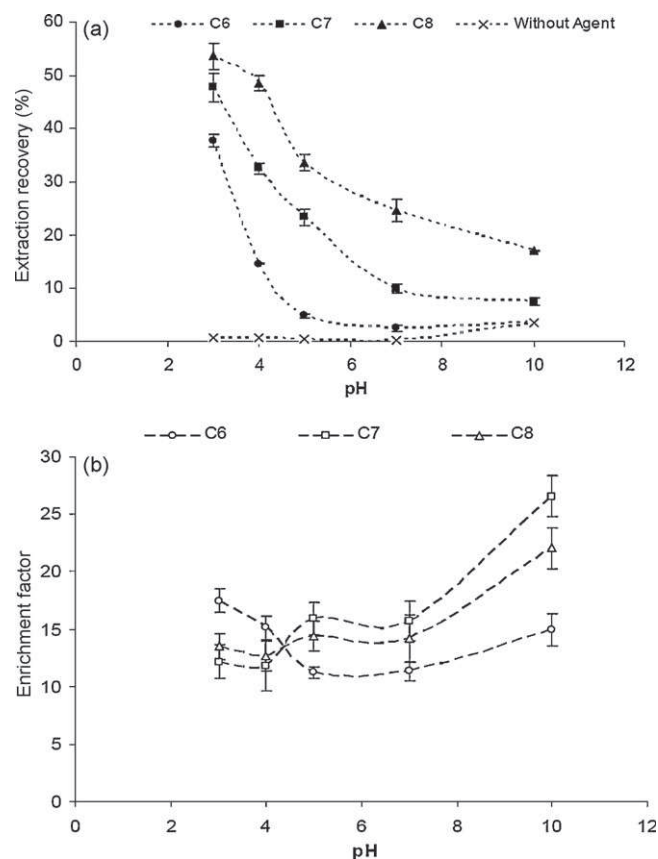 (a)
C6 C7 C8 Without Agent
60
50
40
30
20
10
0
Extraction recovery (%)
0 2 4 6 8 10 12
pH
C6 C7 C8
(b)
30
25
20
15
10
5
0
Enrichment factor
0 2 4 6 8 10 12
pH